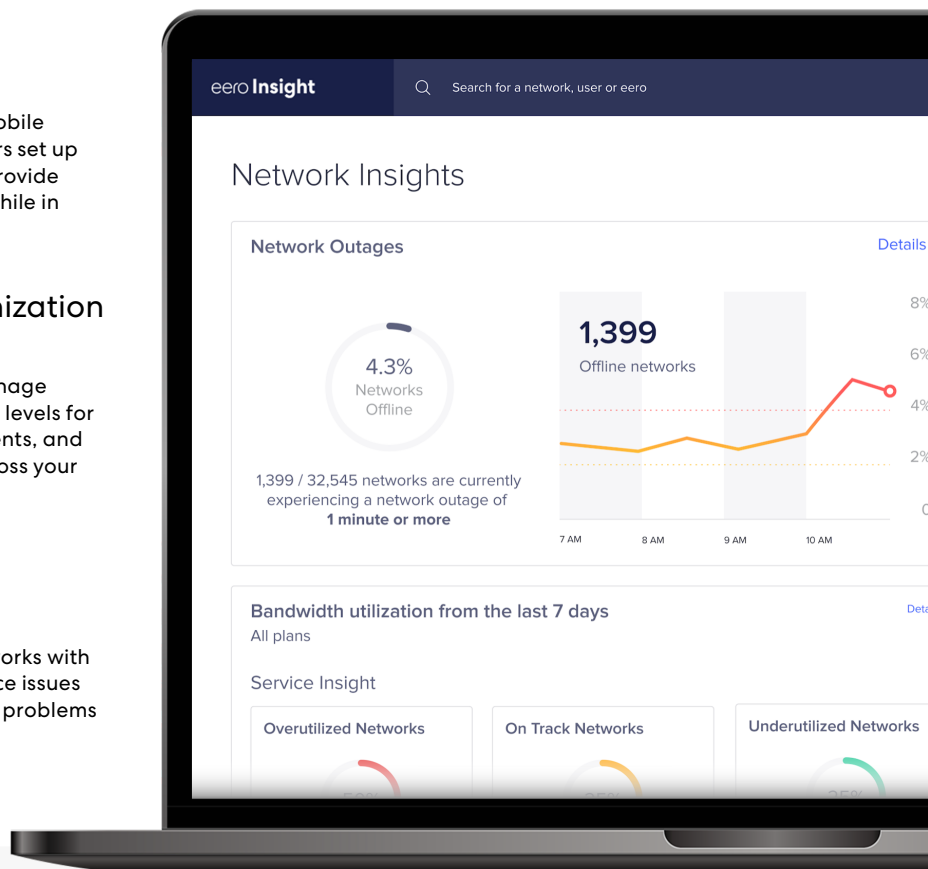 obile
rs set up
rovide
hile in
nization
nage
levels for
ents, and
oss your
orks with
ce issues
problems
eero Insight
Search for a network, user or eero
Network Insights
Network Outages
Details
4.3%
Networks
Offline
1,399 / 32,545 networks are currently
experiencing a network outage of
1 minute or more
1,399
Offline networks
8%
6%
4%
2%
0
7 AM 8 AM 9 AM 10 AM
Bandwidth utilization from the last 7 days
Deta
All plans
Service Insight
Overutilized Networks
On Track Networks
Underutilized Networks